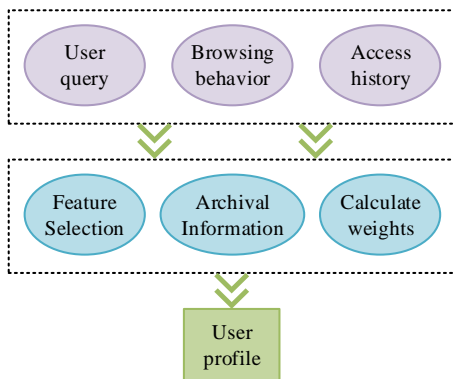 User
query
Browsing
behavior
Access
history
Feature
Selection
Archival
Information
Calculate
weights
User
profile